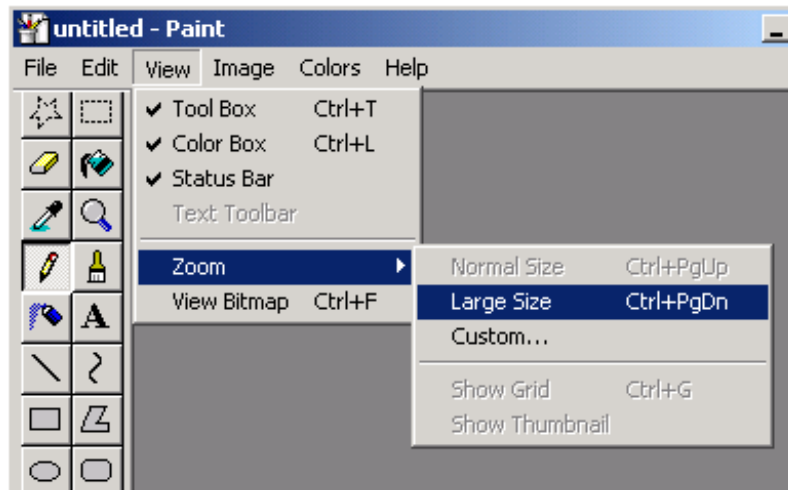 untitled - Paint
File Edit View Image Colors Help
Tool Box Ctrl+T
Color Box Ctrl+L
Status Bar
Text Toolbar
Zoom
View Bitmap Ctrl+F
Normal Size Ctrl+PgUp
Large Size Ctrl+PgDn
Custom...
Show Grid Ctrl+G
Show Thumbnail
A